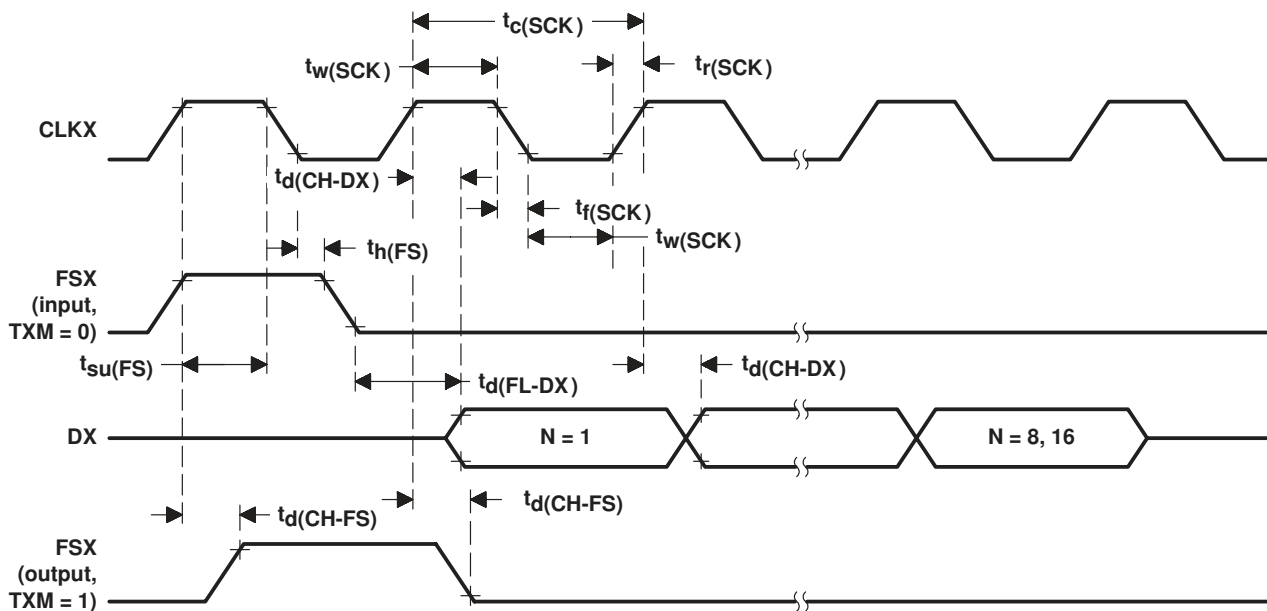 tc(SCK)
tw(SCK)
tr(SCK)
CLKX
td(CH-DX)
tf(SCK)
tw(SCK)
th(FS)
FSX
(input,
TXM = 0)
tsu(FS)
td(CH-DX)
td(FL-DX)
DX
N = 1
N = 8, 16
td(CH-FS)
td(CH-FS)
FSX
(output,
TXM = 1)